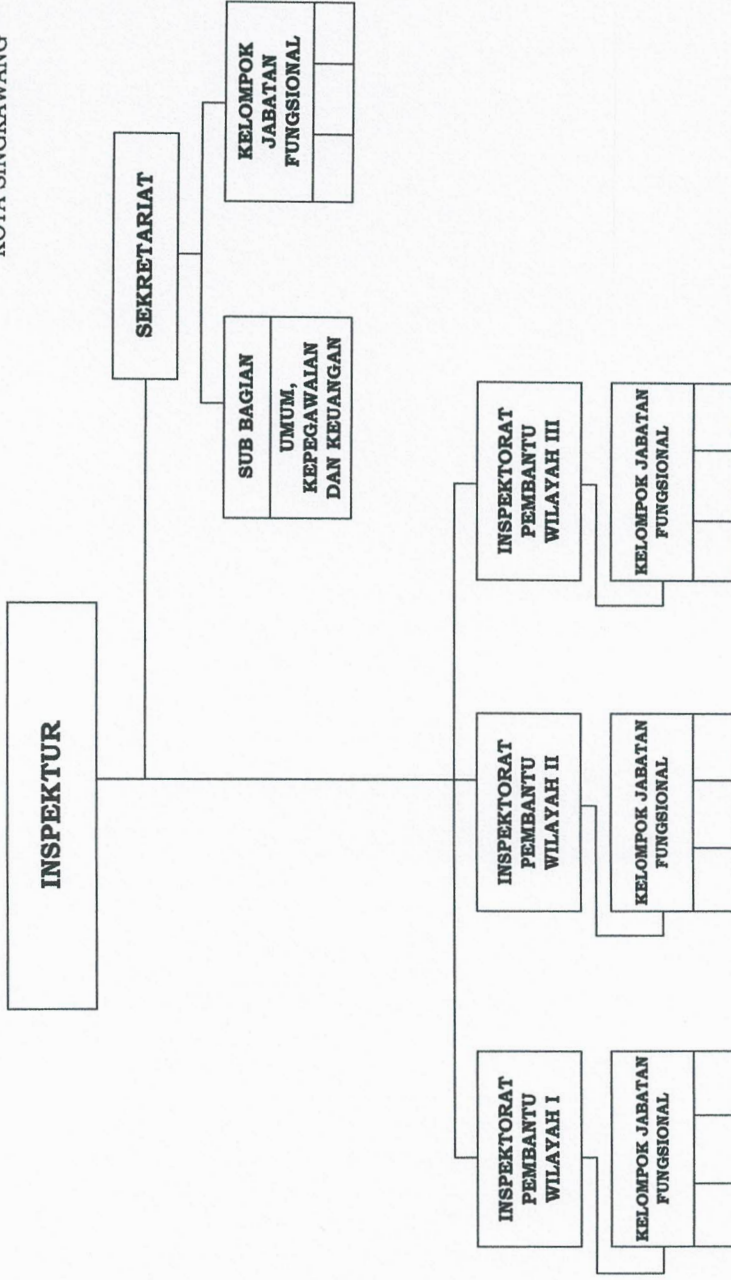 KOTA SINGKAWANG
INSPEKTUR
SEKRETARIAT
SUB BAGIAN
UMUM,
KEPEGAWAIAN
DAN KEUANGAN
KELOMPOK
JABATAN
FUNGSIONAL
INSPEKTORAT
PEMBANTU
WILAYAH I
INSPEKTORAT
PEMBANTU
WILAYAH II
INSPEKTORAT
PEMBANTU
WILAYAH III
KELOMPOK JABATAN
FUNGSIONAL
KELOMPOK JABATAN
FUNGSIONAL
KELOMPOK JABATAN
FUNGSIONAL